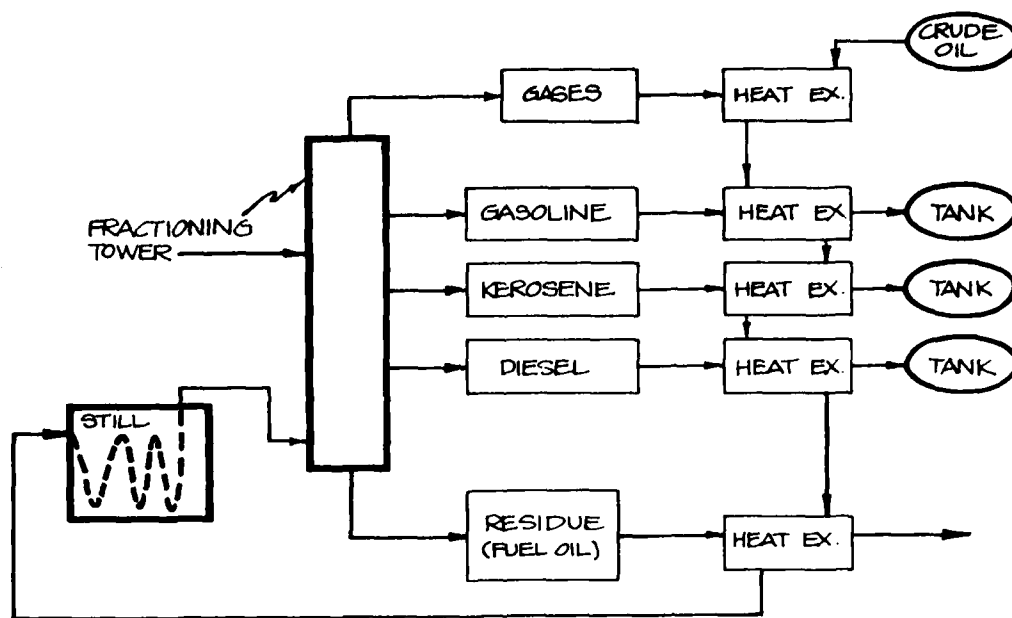 CRUDE
OIL
GASES
HEAT EX.
FRACTIONING
TOWER
GASOLINE
HEAT EX
TANK
KEROSENE
HEAT EX.
TANK
DIESEL
HEAT EX.
TANK
STILL
RESIDUE
(FUEL OIL)
HEAT EX.